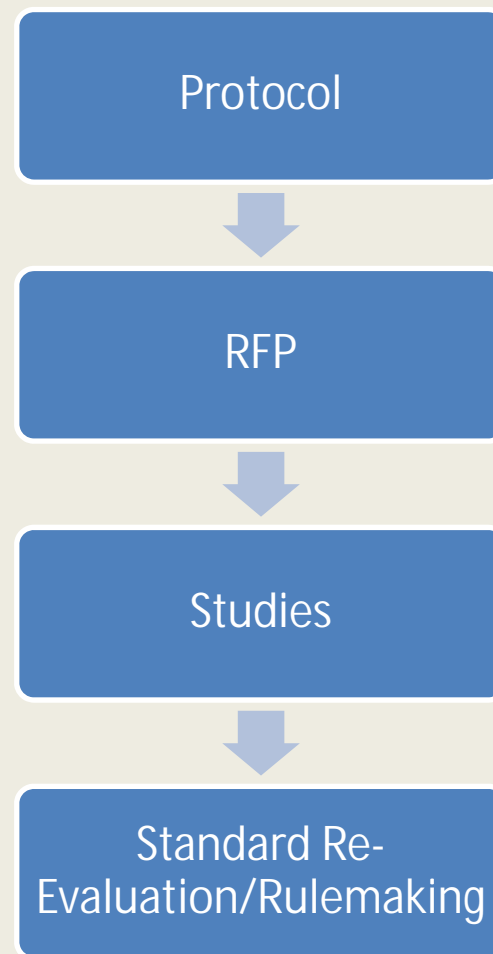 Protocol
RFP
Studies
Standard Re-
Evaluation/Rulemaking